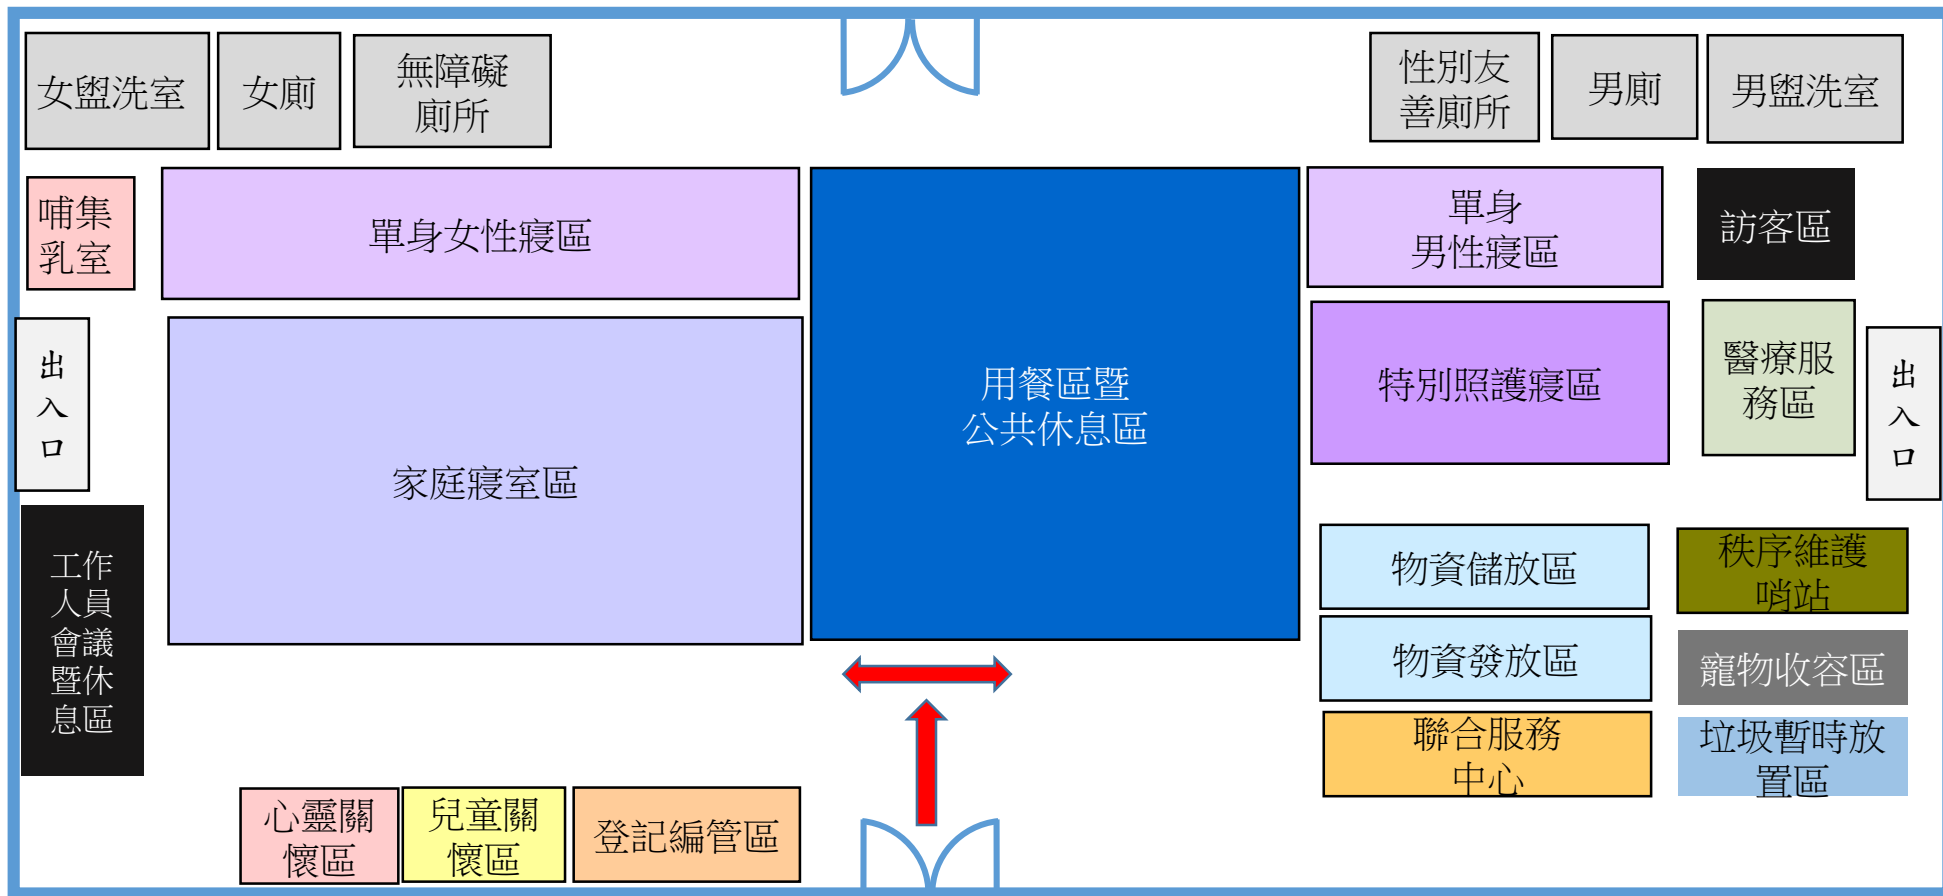 女盥洗室
女廁
無障礙
廁所
性別友
善廁所
男廁
男盥洗室
哺集
乳室
單身女性寢區
用餐區暨
公共休息區
單身
男性寢區
訪客區
出
入
口
家庭寢室區
特別照護寢區
醫療服
務區
出
入
口
工作
人員
會議
暨休
息區
物資儲放區
秩序維護
哨站
物資發放區
寵物收容區
聯合服務
中心
垃圾暫時放
置區
心靈關
懷區
兒童關
懷區
登記編管區